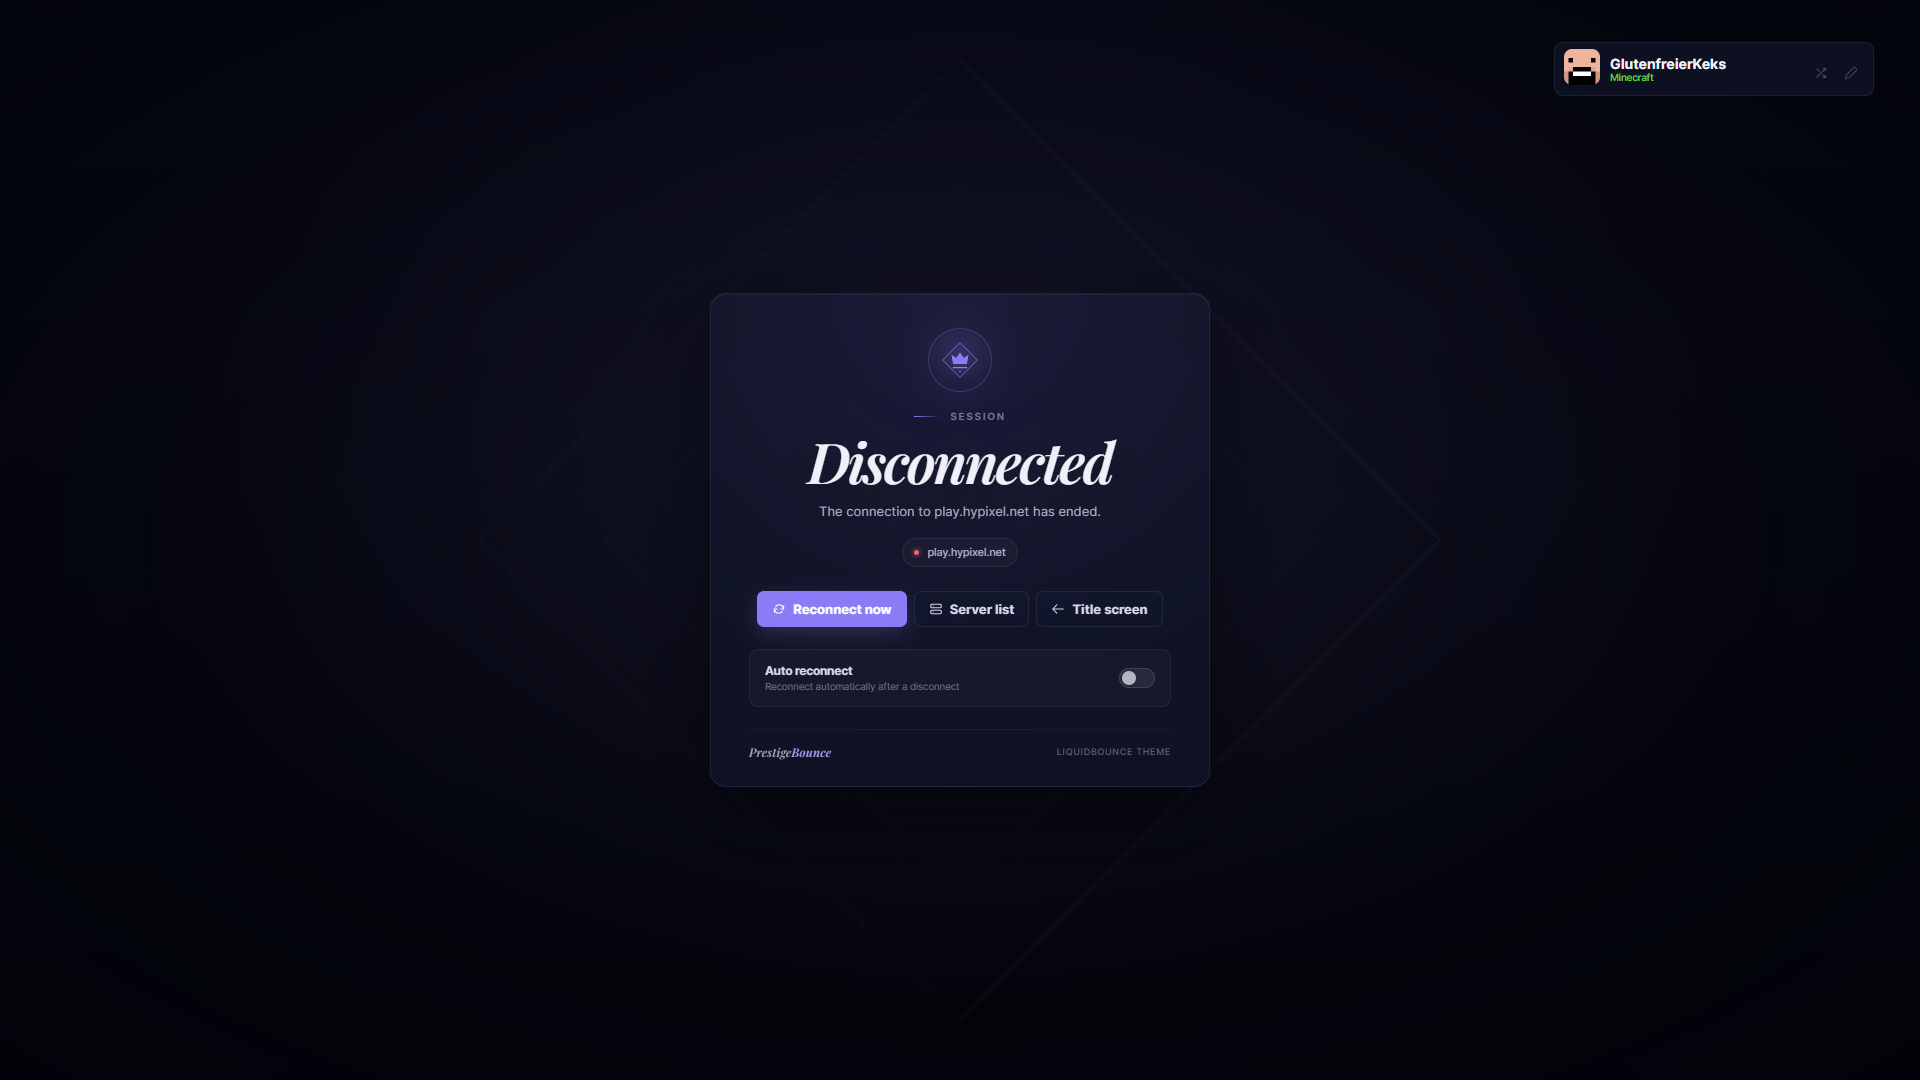 GlutenfreierKeks
Minecraft
SESSION
Disconnected
The connection to play.hypixel.net has ended.
play.hypixel.net
Reconnect now
Server list
Title screen
Auto reconnect
Reconnect automatically after a disconnect
PrestigeBounce
LIQUIDBOUNCE THEME